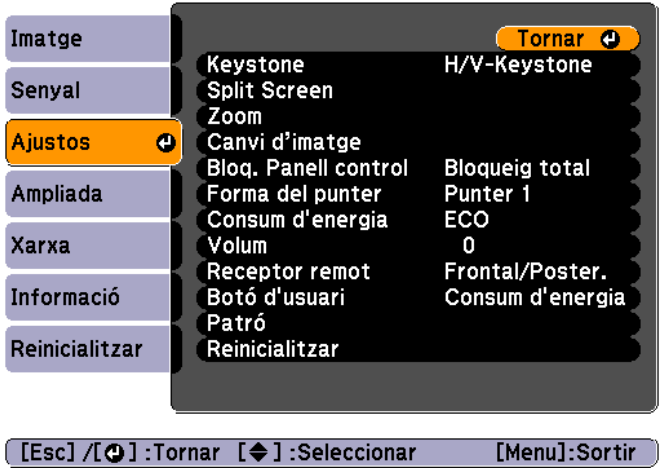 Imatge
Senyal
Ajustos
Ampliada
Xarxa
Informació
Reinicialitzar
Tornar
Keystone H/V-Keystone
Split Screen
Zoom
Canvi d'imatge
Bloq. Panell control Bloqueig total
Forma del punter Punter 1
Consum d'energia ECO
Volum 0
Receptor remot Frontal/Poster.
Botó d'usuari Consum d'energia
Patró
Reinicialitzar
[Esc] /[ ] :Tornar [ ] :Seleccionar [Menu]:Sortir